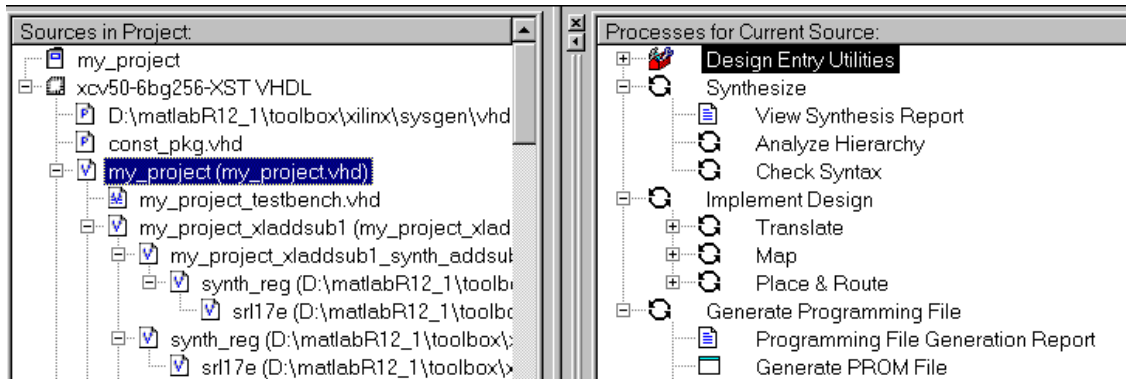 Sources in Project:
my_project
xcv50-6bg256-XST VHDL
D:\matlabR12_1\toolbox\xilinx\sysgen\vhd
const_pkg.vhd
my_project (my_project.vhd)
my_project_testbench.vhd
my_project_xladdsub1 (my_project_xlad
my_project_xladdsub1_synth_addsub
synth_reg (D:\matlabR12_1\toolbo
srl17e (D:\matlabR12_1\toolbo
synth_reg (D:\matlabR12_1\toolbox\
srl17e (D:\matlabR12_1\toolbox\x
Processes for Current Source:
Design Entry Utilities
Synthesize
View Synthesis Report
Analyze Hierarchy
Check Syntax
Implement Design
Translate
Map
Place & Route
Generate Programming File
Programming File Generation Report
Generate PROM File